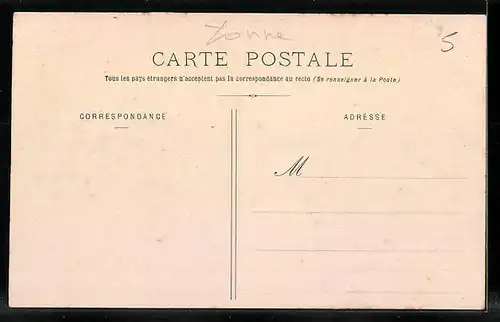 Yonne
5
CARTE POSTALE
Tous les pays étrangers n'acceptent pas la correspondance au recto (Se renseigner à la Poste)
CORRESPONDANCE
ADRESSE
M